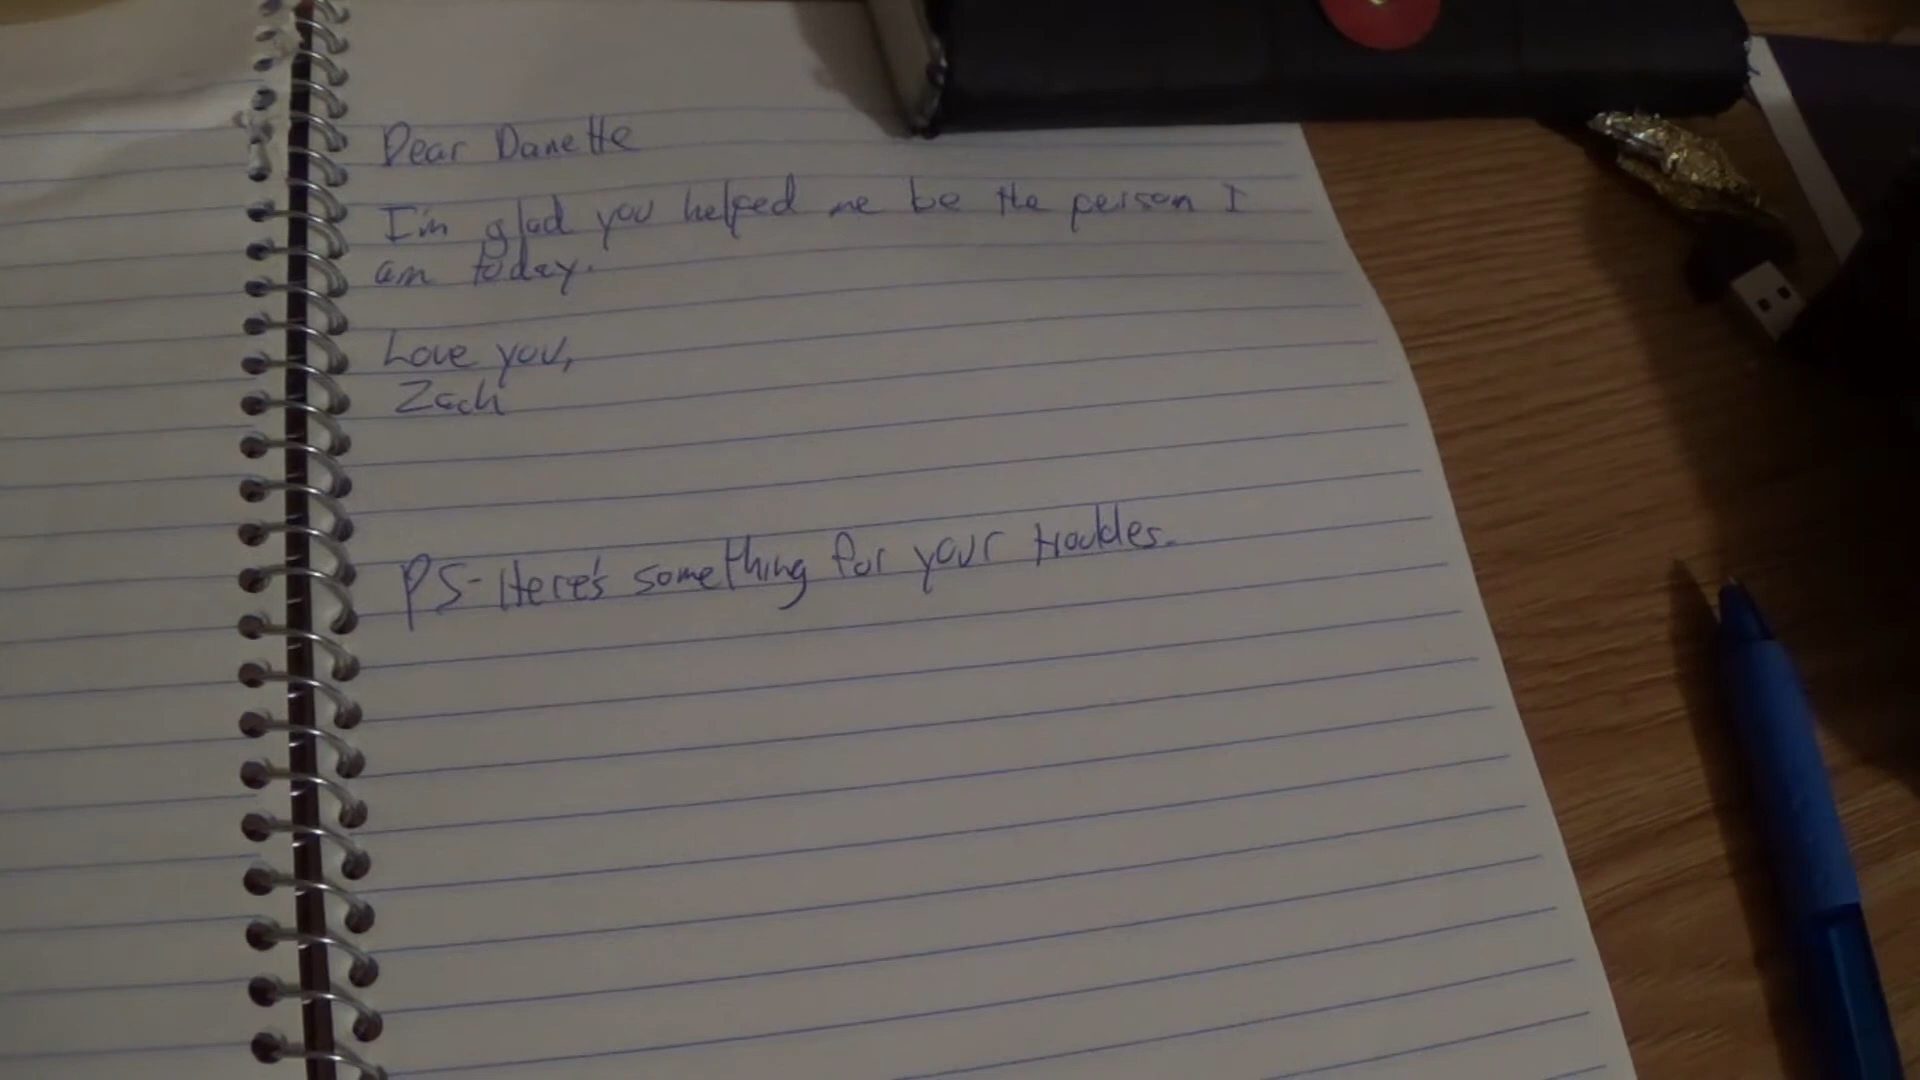 Dear Danette
I'm glad you helped me be the person I
am today.
Love you,
Zach
PS-Here's something for your troubles.